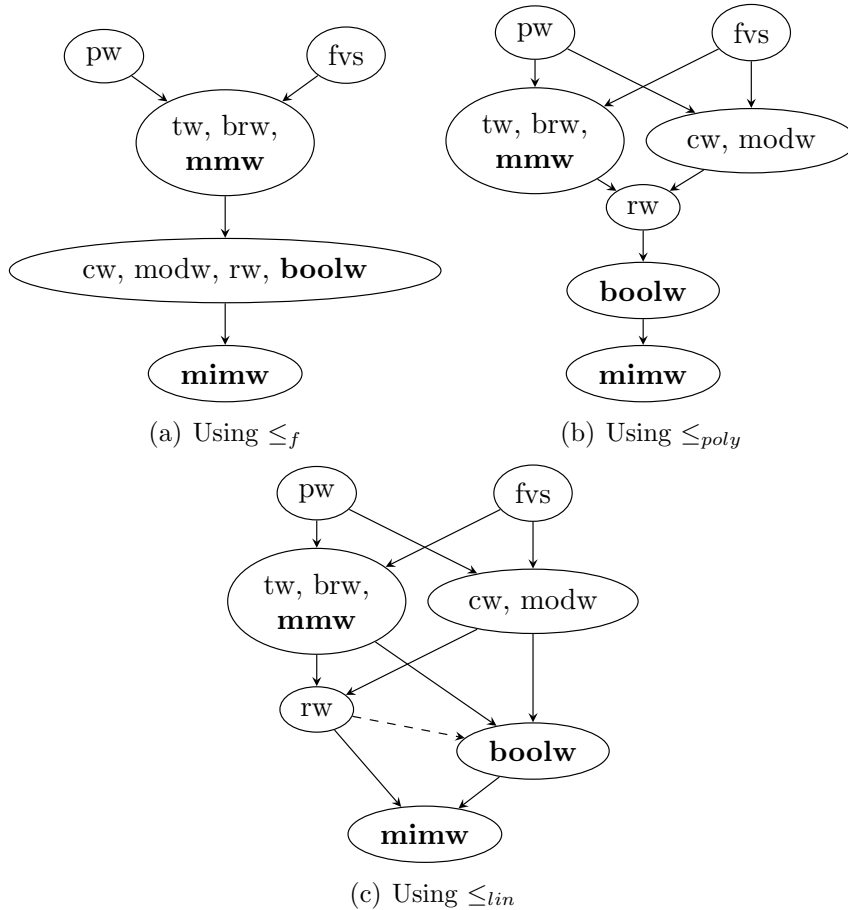 pw
fvs
tw, brw,
mmw
cw, modw, rw, boolw
mimw
(a) Using ≤f
pw
fvs
tw, brw,
mmw
cw, modw
rw
boolw
mimw
(b) Using ≤poly
pw
fvs
tw, brw,
mmw
cw, modw
rw
boolw
mimw
(c) Using ≤lin